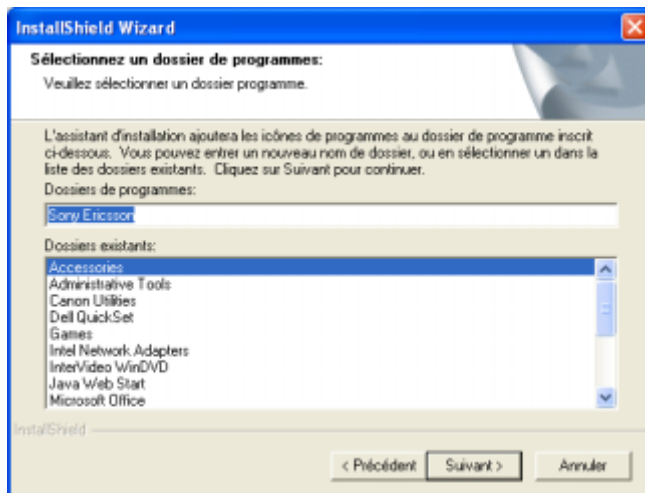 InstallShield Wizard
Sélectionnez un dossier de programmes:
Veuillez sélectionner un dossier programme.
L'assistant d'installation ajoutera les icônes de programmes au dossier de programme inscrit
ci-dessous. Vous pouvez entrer un nouveau nom de dossier, ou en sélectionner un dans la
liste des dossiers existants. Cliquez sur Suivant pour continuer.
Dossiers de programmes:
Sony Ericsson
Dossiers existants:
Accessories
Administrative Tools
Canon Utilities
Dell QuickSet
Games
Intel Network Adapters
InterVideo WinDVD
Java Web Start
Microsoft Office
InstallShield
< Précédent Suivant > Annuler